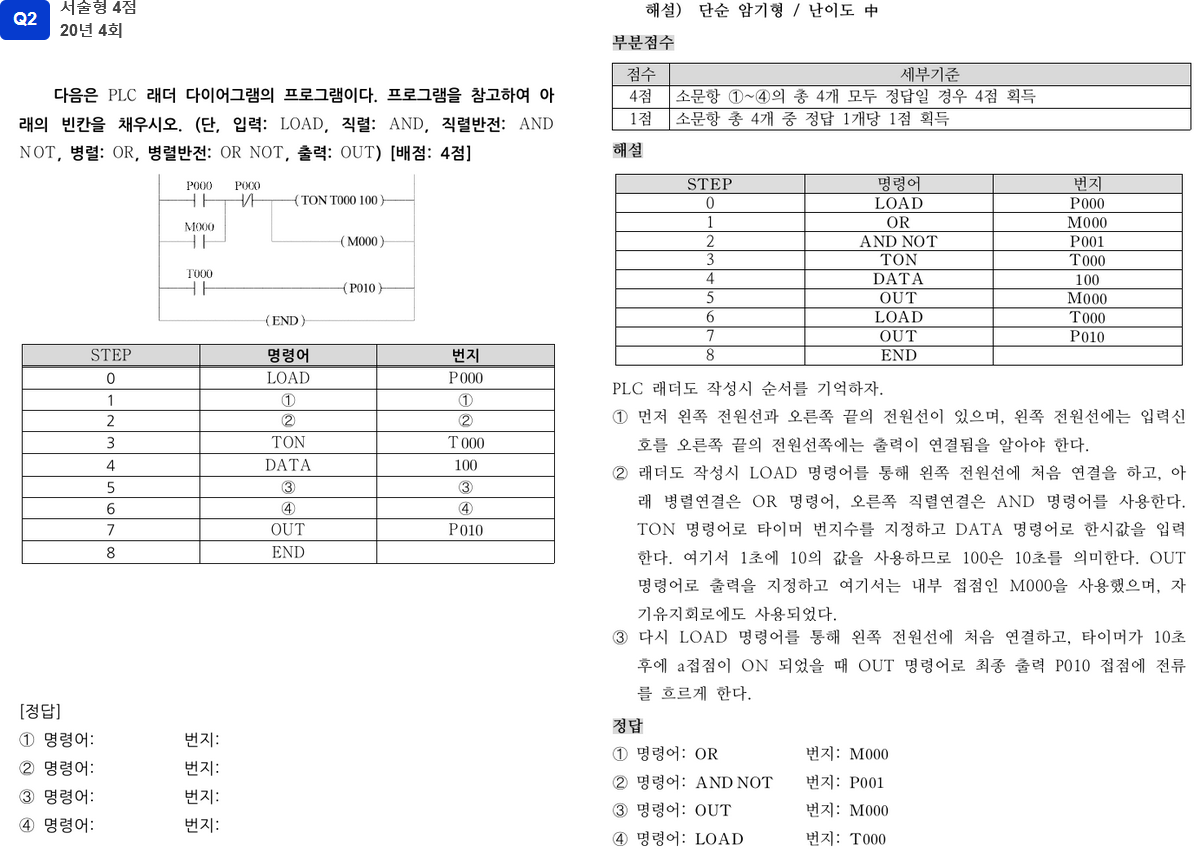 Q2
서술형 4점
20년 4회
다음은 PLC 래더 다이어그램의 프로그램이다. 프로그램을 참고하여 아
래의 빈칸을 채우시오. (단, 입력: LOAD, 직렬: AND, 직렬반전: AND
NOT, 병렬: OR, 병렬반전: OR NOT, 출력: OUT) [배점: 4점]
P000 P000
(TON T000 100)
M000
(M000)
T000
(P010)
(END)
STEP 명령어 번지
0 LOAD P000
1 ① ①
2 ② ②
3 TON T000
4 DATA 100
5 ③ ③
6 ④ ④
7 OUT P010
8 END
[정답]
① 명령어: 번지:
② 명령어: 번지:
③ 명령어: 번지:
④ 명령어: 번지:
해설) 단순 암기형 / 난이도 中
부분점수
점수 세부기준
4점 소문항 ①~④의 총 4개 모두 정답일 경우 4점 획득
1점 소문항 총 4개 중 정답 1개당 1점 획득
해설
STEP 명령어 번지
0 LOAD P000
1 OR M000
2 AND NOT P001
3 TON T000
4 DATA 100
5 OUT M000
6 LOAD T000
7 OUT P010
8 END
PLC 래더도 작성시 순서를 기억하자.
① 먼저 왼쪽 전원선과 오른쪽 끝의 전원선이 있으며, 왼쪽 전원선에는 입력신
호를 오른쪽 끝의 전원선쪽에는 출력이 연결됨을 알아야 한다.
② 래더도 작성시 LOAD 명령어를 통해 왼쪽 전원선에 처음 연결을 하고, 아
래 병렬연결은 OR 명령어, 오른쪽 직렬연결은 AND 명령어를 사용한다.
TON 명령어로 타이머 번지수를 지정하고 DATA 명령어로 한시값을 입력
한다. 여기서 1초에 10의 값을 사용하므로 100은 10초를 의미한다. OUT
명령어로 출력을 지정하고 여기서는 내부 접점인 M000을 사용했으며, 자
기유지회로에도 사용되었다.
③ 다시 LOAD 명령어를 통해 왼쪽 전원선에 처음 연결하고, 타이머가 10초
후에 a접점이 ON 되었을 때 OUT 명령어로 최종 출력 P010 접점에 전류
를 흐르게 한다.
정답
① 명령어: OR 번지: M000
② 명령어: AND NOT 번지: P001
③ 명령어: OUT 번지: M000
④ 명령어: LOAD 번지: T000